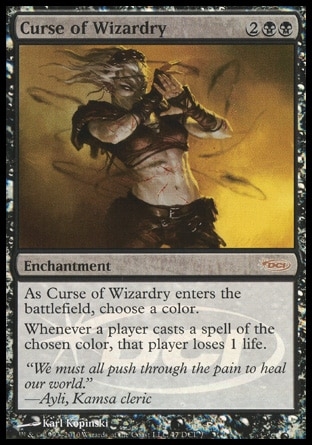 Curse of Wizardry 2
DCI
Enchantment
As Curse of Wizardry enters the
battlefield, choose a color.
Whenever a player casts a spell of the
chosen color, that player loses 1 life.
DCI
"We must all push through the pain to heal
our world."
—Ayli, Kamsa cleric
Karl Kopinski